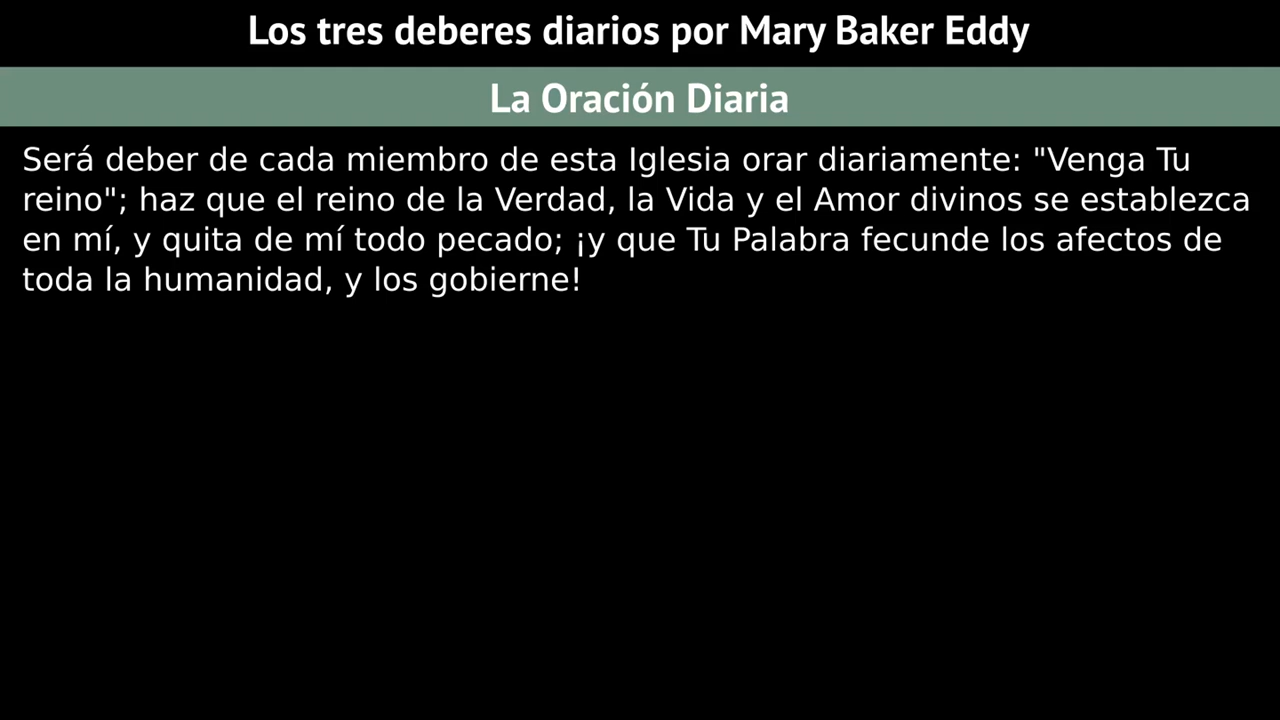 Los tres deberes diarios por Mary Baker Eddy
La Oración Diaria
Será deber de cada miembro de esta Iglesia orar diariamente: "Venga Tu
reino"; haz que el reino de la Verdad, la Vida y el Amor divinos se establezca
en mí, y quita de mí todo pecado; ¡y que Tu Palabra fecunde los afectos de
toda la humanidad, y los gobierne!